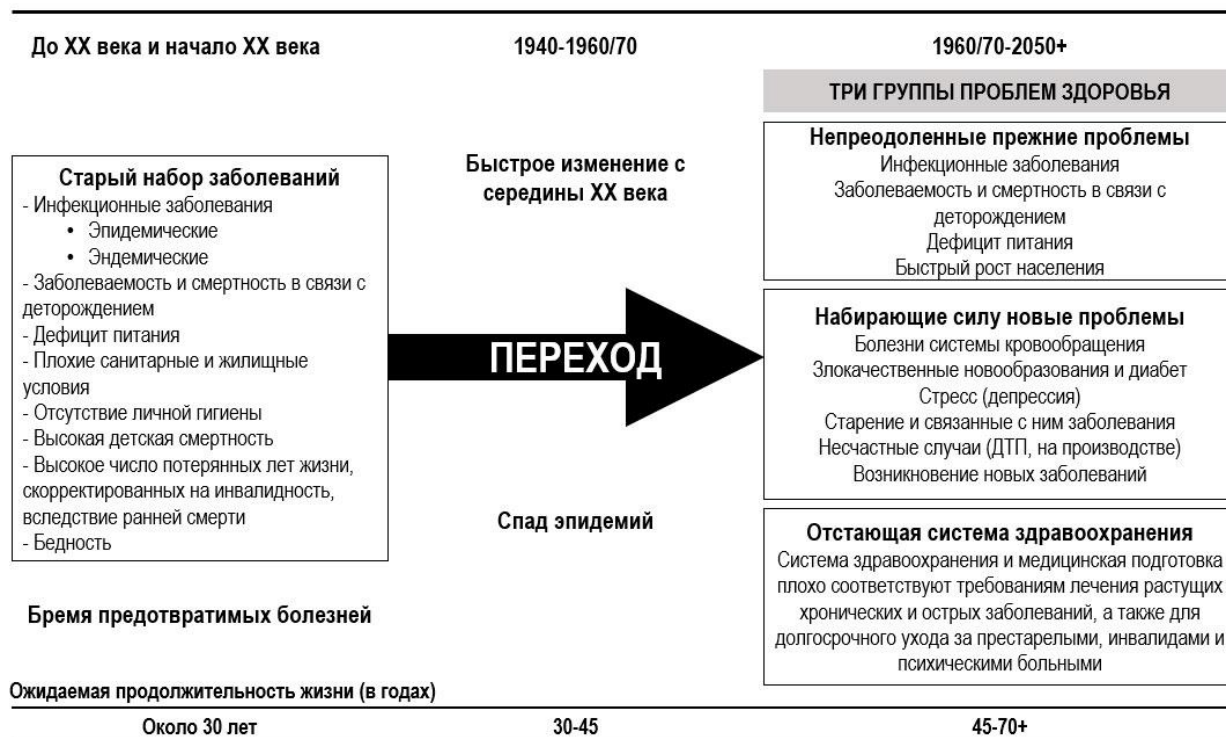 До XX века и начало XX века
1940-1960/70
1960/70-2050+
ТРИ ГРУППЫ ПРОБЛЕМ ЗДОРОВЬЯ
Старый набор заболеваний
- Инфекционные заболевания
• Эпидемические
• Эндемические
- Заболеваемость и смертность в связи с
деторождением
- Дефицит питания
- Плохие санитарные и жилищные
условия
- Отсутствие личной гигиены
- Высокая детская смертность
- Высокое число потерянных лет жизни,
скорректированных на инвалидность,
вследствие ранней смерти
- Бедность
Бремя предотвратимых болезней
Быстрое изменение с
середины XX века
ПЕРЕХОД
Спад эпидемий
Непреодоленные прежние проблемы
Инфекционные заболевания
Заболеваемость и смертность в связи с
деторождением
Дефицит питания
Быстрый рост населения
Набирающие силу новые проблемы
Болезни системы кровообращения
Злокачественные новообразования и диабет
Стресс (депрессия)
Старение и связанные с ним заболевания
Несчастные случаи (ДТП, на производстве)
Возникновение новых заболеваний
Отстающая система здравоохранения
Система здравоохранения и медицинская подготовка
плохо соответствуют требованиям лечения растущих
хронических и острых заболеваний, а также для
долгосрочного ухода за престарелыми, инвалидами и
психическими больными
Ожидаемая продолжительность жизни (в годах)
Около 30 лет
30-45
45-70+